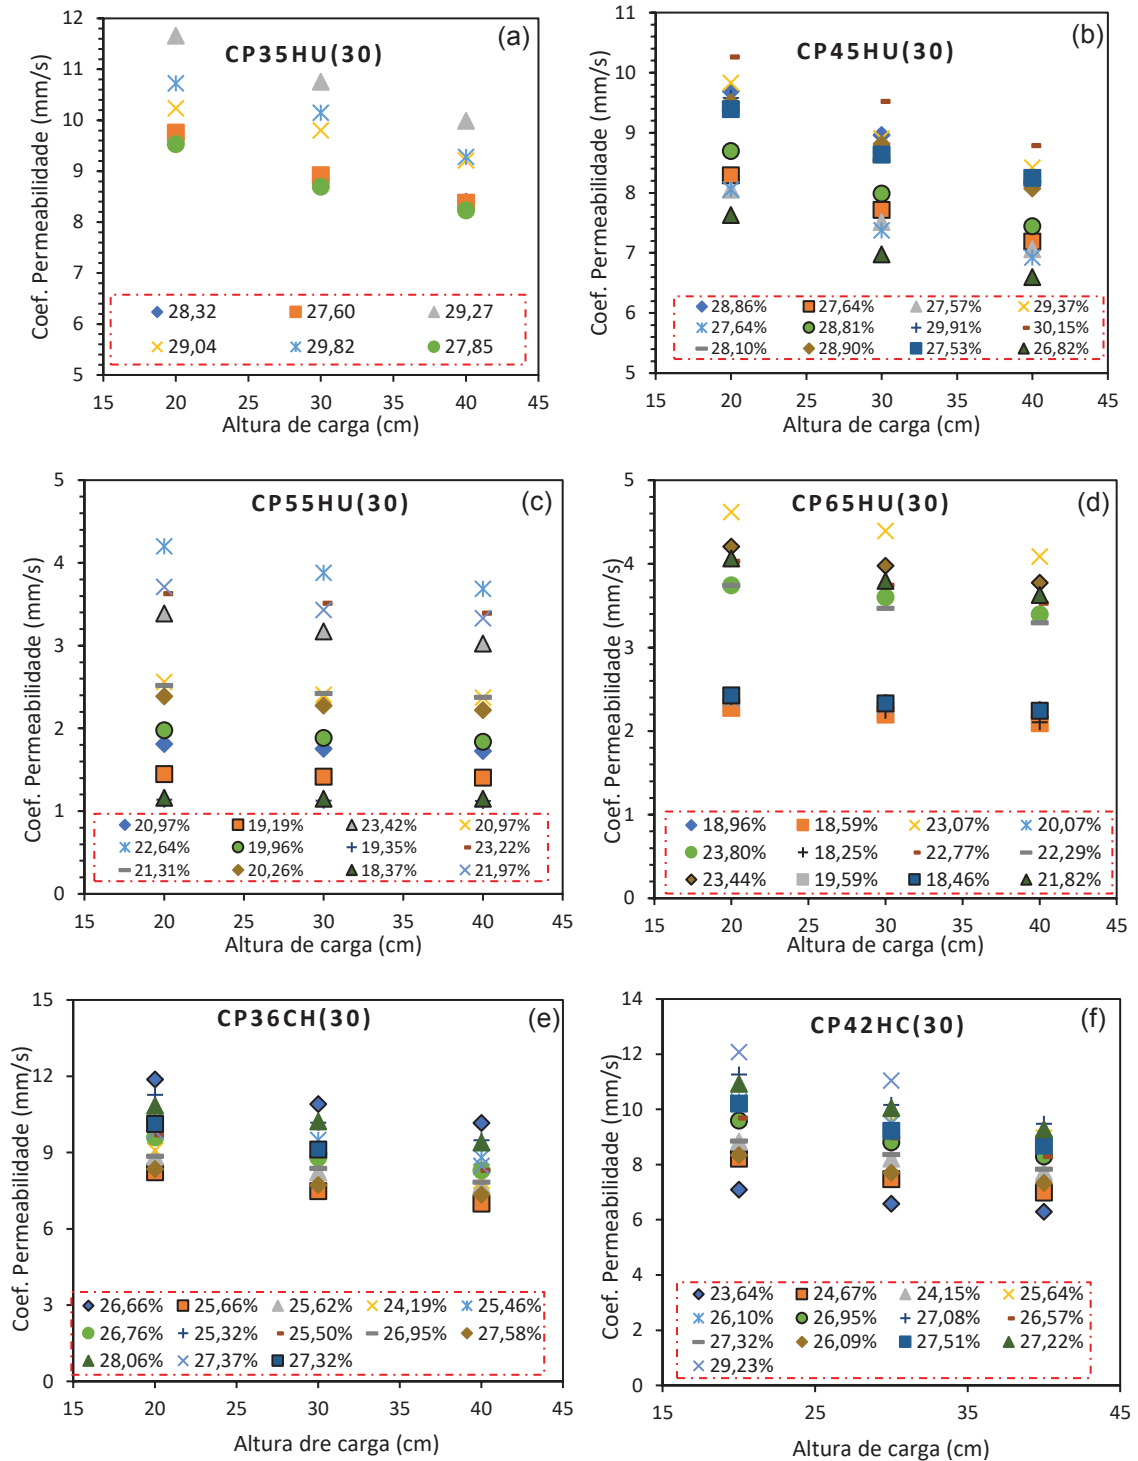 (a)
CP35HU(30)
Coef. Permeabilidade (mm/s)
12
11
10
9
8
7
6
5
28,32 27,60 29,27
29,04 29,82 27,85
15 20 25 30 35 40 45
Altura de carga (cm)
(b)
CP45HU(30)
Coef. Permeabilidade (mm/s)
11
10
9
8
7
6
5
28,86% 27,64% 27,57% 29,37%
27,64% 28,81% 29,91% 30,15%
28,10% 28,90% 27,53% 26,82%
15 20 25 30 35 40 45
Altura de carga (cm)
(c)
CP55HU(30)
Coef. Permeabilidade (mm/s)
5
4
3
2
1
0
20,97% 19,19% 23,42% 20,97%
22,64% 19,96% 19,35% 23,22%
21,31% 20,26% 18,37% 21,97%
15 20 25 30 35 40 45
Altura de carga (cm)
(d)
CP65HU(30)
Coef. Permeabilidade (mm/s)
5
4
3
2
1
0
18,96% 18,59% 23,07% 20,07%
23,80% 18,25% 22,77% 22,29%
23,44% 19,59% 18,46% 21,82%
15 20 25 30 35 40 45
Altura de carga (cm)
(e)
CP36CH(30)
Coef. Permeabilidade (mm/s)
15
12
9
6
3
0
26,66% 25,66% 25,62% 24,19% 25,46%
26,76% 25,32% 25,50% 26,95% 27,58%
28,06% 27,37% 27,32%
15 20 25 30 35 40 45
Altura dre carga (cm)
(f)
CP42HC(30)
Coef. Permeabilidade (mm/s)
14
12
10
8
6
4
2
0
23,64% 24,67% 24,15% 25,64%
26,10% 26,95% 27,08% 26,57%
27,32% 26,09% 27,51% 27,22%
29,23%
15 25 35 45
Altura de carga (cm)